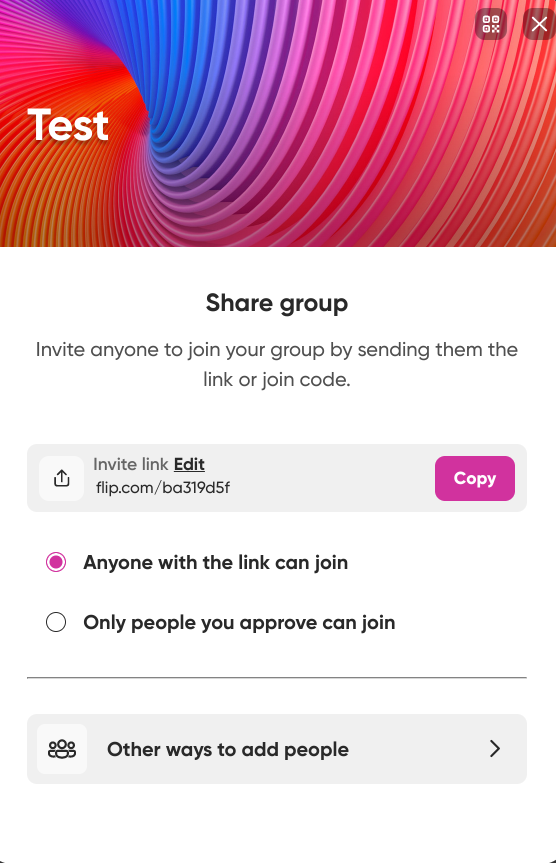 Test
Share group
Invite anyone to join your group by sending them the
link or join code.
Invite link Edit
flip.com/ba319d5f
Copy
Anyone with the link can join
Only people you approve can join
Other ways to add people